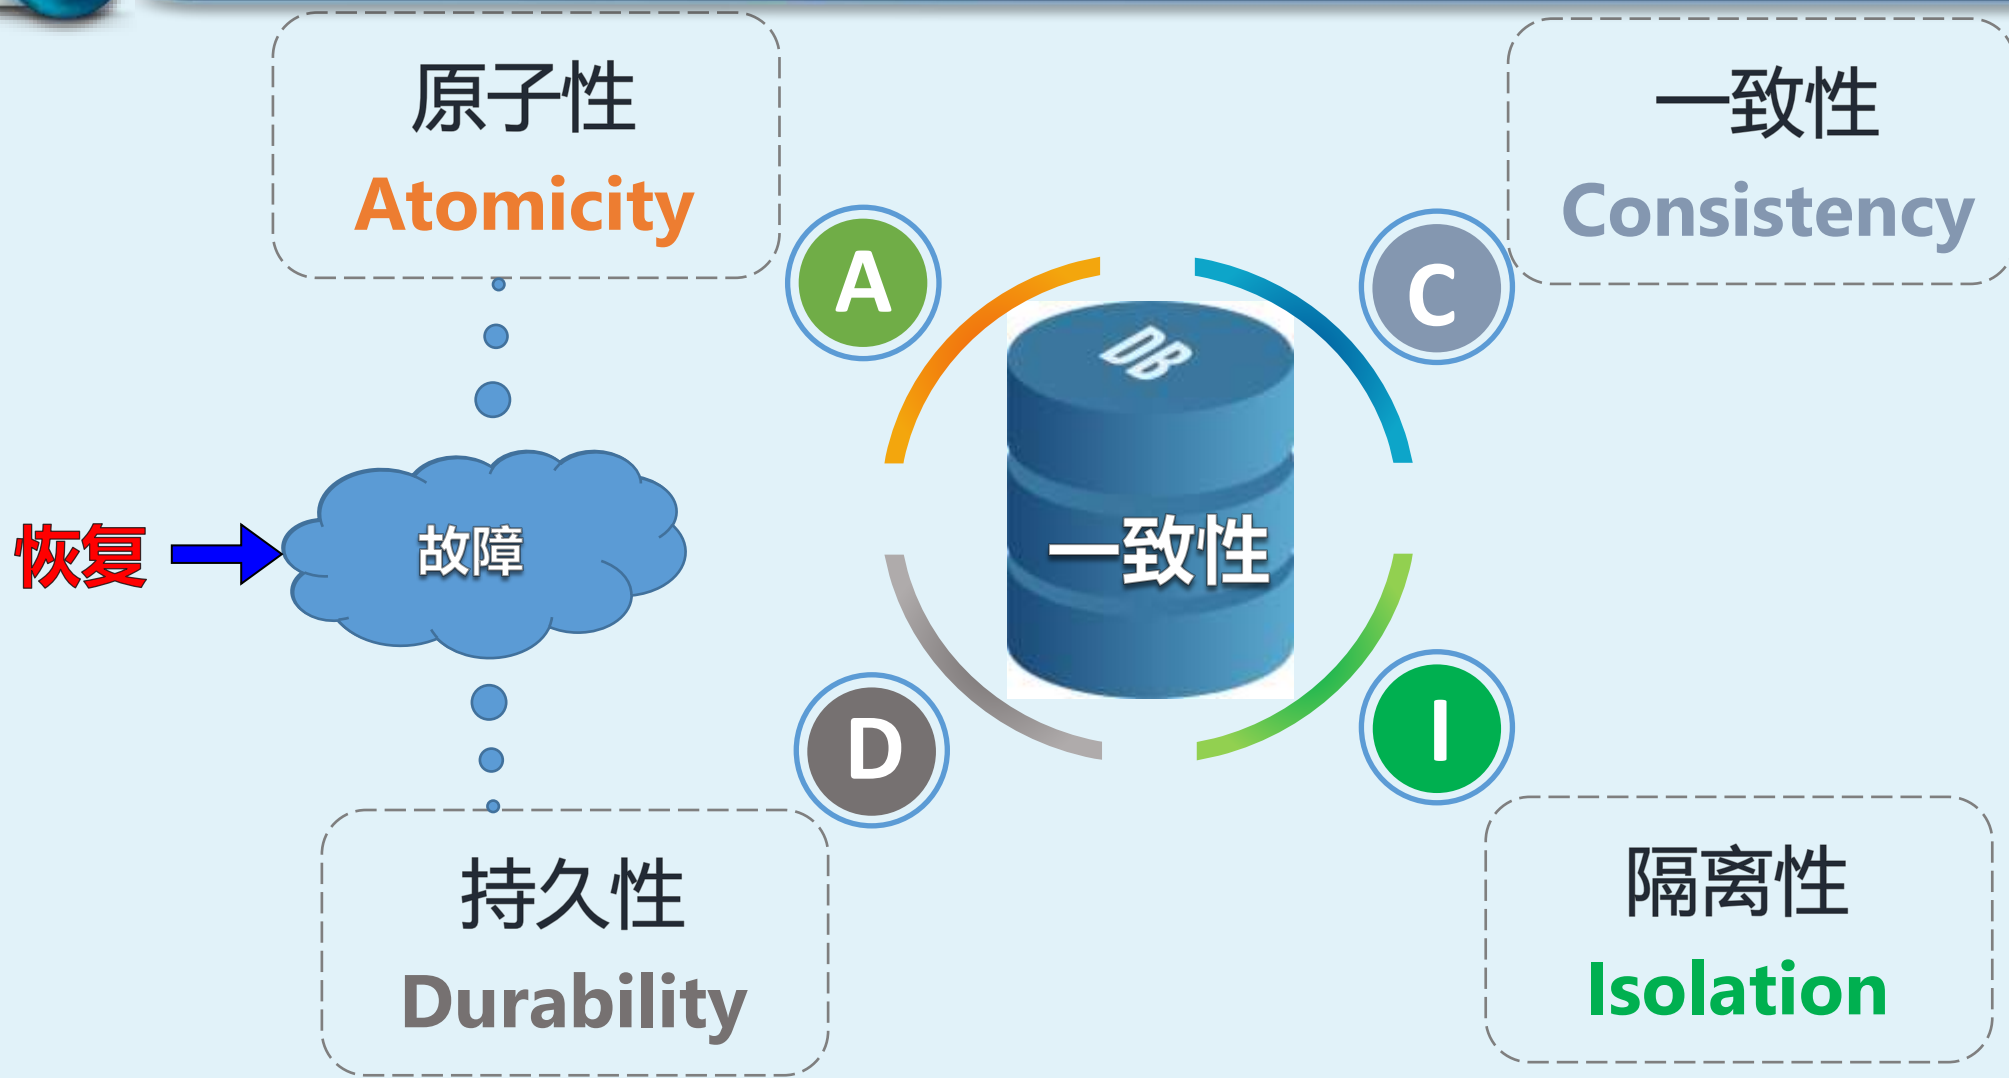 原子性
Atomicity
一致性
Consistency
A
C
DB
一致性
恢复
故障
D
I
持久性
Durability
隔离性
Isolation